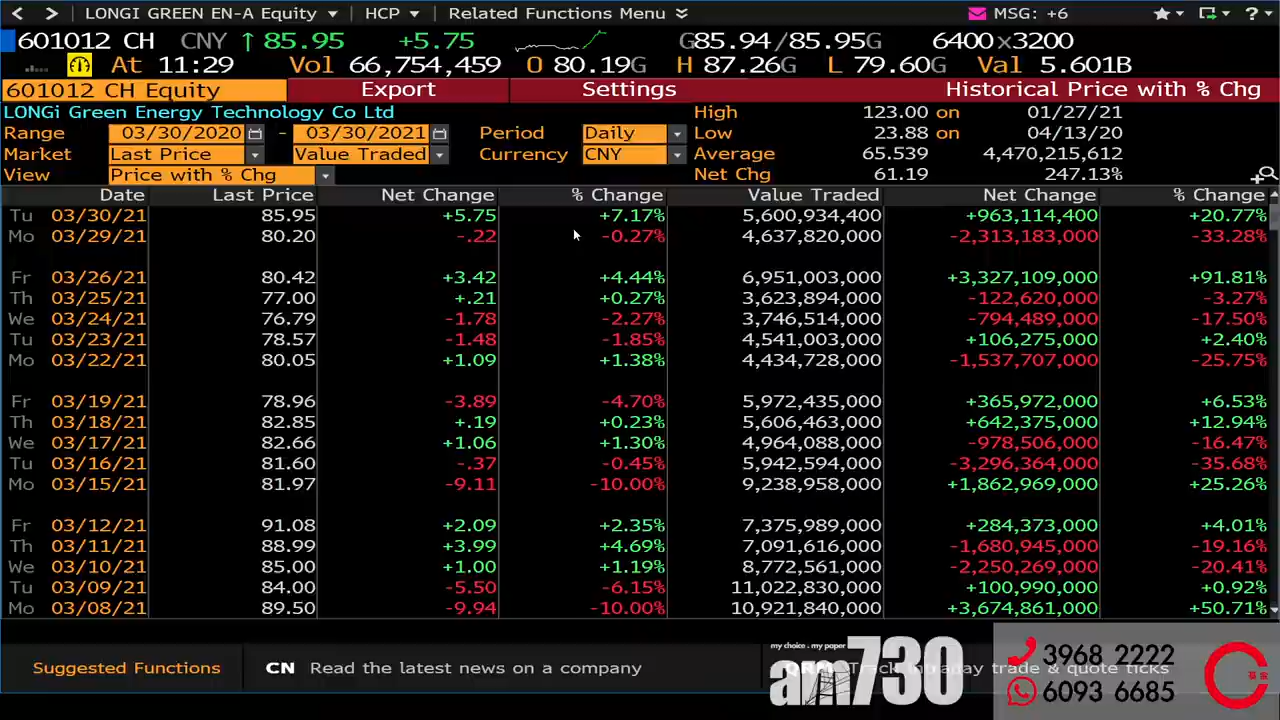 LONGI GREEN EN-A Equity HCP Related Functions Menu MSG: +6 ?
601012 CH CNY ↑ 85.95 +5.75 G85.94/85.95G 6400x3200
At 11:29 Vol 66,754,459 O 80.19G H 87.26G L 79.60G Val 5.601B
601012 CH Equity Export Settings Historical Price with % Chg
LONGi Green Energy Technology Co Ltd High 123.00 on 01/27/21
Range 03/30/2020 - 03/30/2021 Period Daily Low 23.88 on 04/13/20
Market Last Price Value Traded Currency CNY Average 65.539 4,470,215,612
View Price with % Chg Net Chg 61.19 247.13%
Date Last Price Net Change % Change Value Traded Net Change % Change
Tu 03/30/21 85.95 +5.75 +7.17% 5,600,934,400 +963,114,400 +20.77%
Mo 03/29/21 80.20 -.22 -0.27% 4,637,820,000 -2,313,183,000 -33.28%
Fr 03/26/21 80.42 +3.42 +4.44% 6,951,003,000 +3,327,109,000 +91.81%
Th 03/25/21 77.00 +.21 +0.27% 3,623,894,000 -122,620,000 -3.27%
We 03/24/21 76.79 -1.78 -2.27% 3,746,514,000 -794,489,000 -17.50%
Tu 03/23/21 78.57 -1.48 -1.85% 4,541,003,000 +106,275,000 +2.40%
Mo 03/22/21 80.05 +1.09 +1.38% 4,434,728,000 -1,537,707,000 -25.75%
Fr 03/19/21 78.96 -3.89 -4.70% 5,972,435,000 +365,972,000 +6.53%
Th 03/18/21 82.85 +.19 +0.23% 5,606,463,000 +642,375,000 +12.94%
We 03/17/21 82.66 +1.06 +1.30% 4,964,088,000 -978,506,000 -16.47%
Tu 03/16/21 81.60 -.37 -0.45% 5,942,594,000 -3,296,364,000 -35.68%
Mo 03/15/21 81.97 -9.11 -10.00% 9,238,958,000 +1,862,969,000 +25.26%
Fr 03/12/21 91.08 +2.09 +2.35% 7,375,989,000 +284,373,000 +4.01%
Th 03/11/21 88.99 +3.99 +4.69% 7,091,616,000 -1,680,945,000 -19.16%
We 03/10/21 85.00 +1.00 +1.19% 8,772,561,000 -2,250,269,000 -20.41%
Tu 03/09/21 84.00 -5.50 -6.15% 11,022,830,000 +100,990,000 +0.92%
Mo 03/08/21 89.50 -9.94 -10.00% 10,921,840,000 +3,674,861,000 +50.71%
Suggested Functions CN Read the latest news on a company QRM Track intraday trade & quote ticks
my choice . my paper
am730
3968 2222
6093 6685